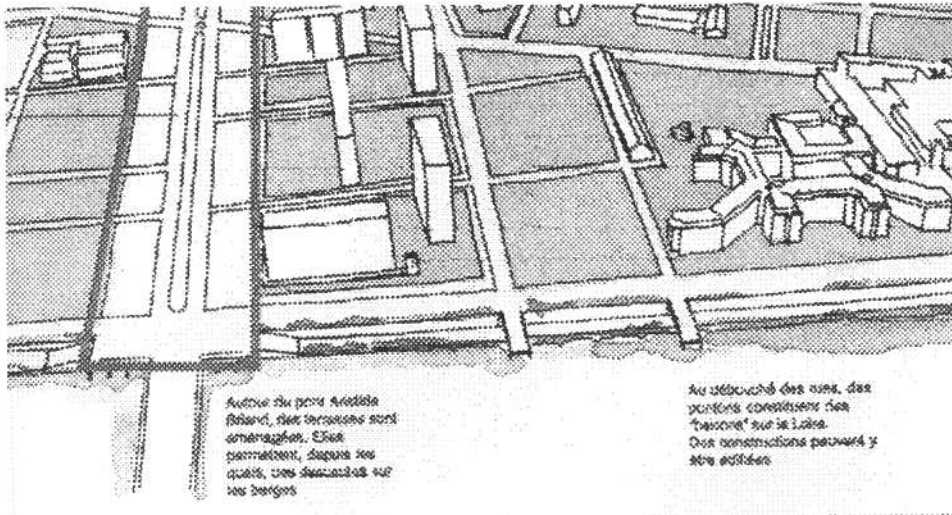 Autour du pont Aristide
Briand, des terrasses sont
aménagées. Elles
permettent, depuis les
quais, des descentes sur
les berges
Au débouché des rues, des
pontons constituent des
"balcons" sur la Loire.
Des constructions peuvent y
être édifiées